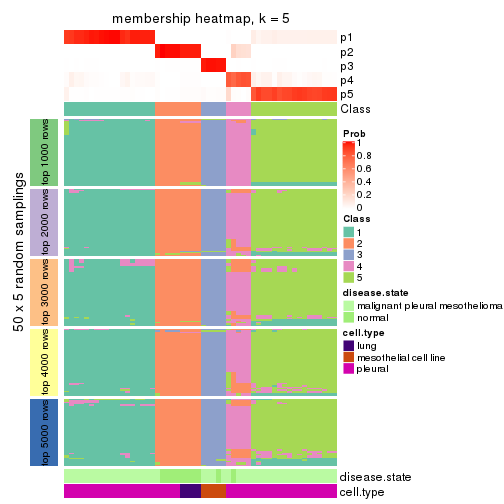 membership heatmap, k = 5
p1
p2
p3
p4
p5
Class
50 x 5 random samplings
top 1000 rows
top 2000 rows
top 3000 rows
top 4000 rows
top 5000 rows
disease.state
cell.type
Prob
1
0.8
0.6
0.4
0.2
0
Class
1
2
3
4
5
disease.state
malignant pleural mesothelioma
normal
cell.type
lung
mesothelial cell line
pleural